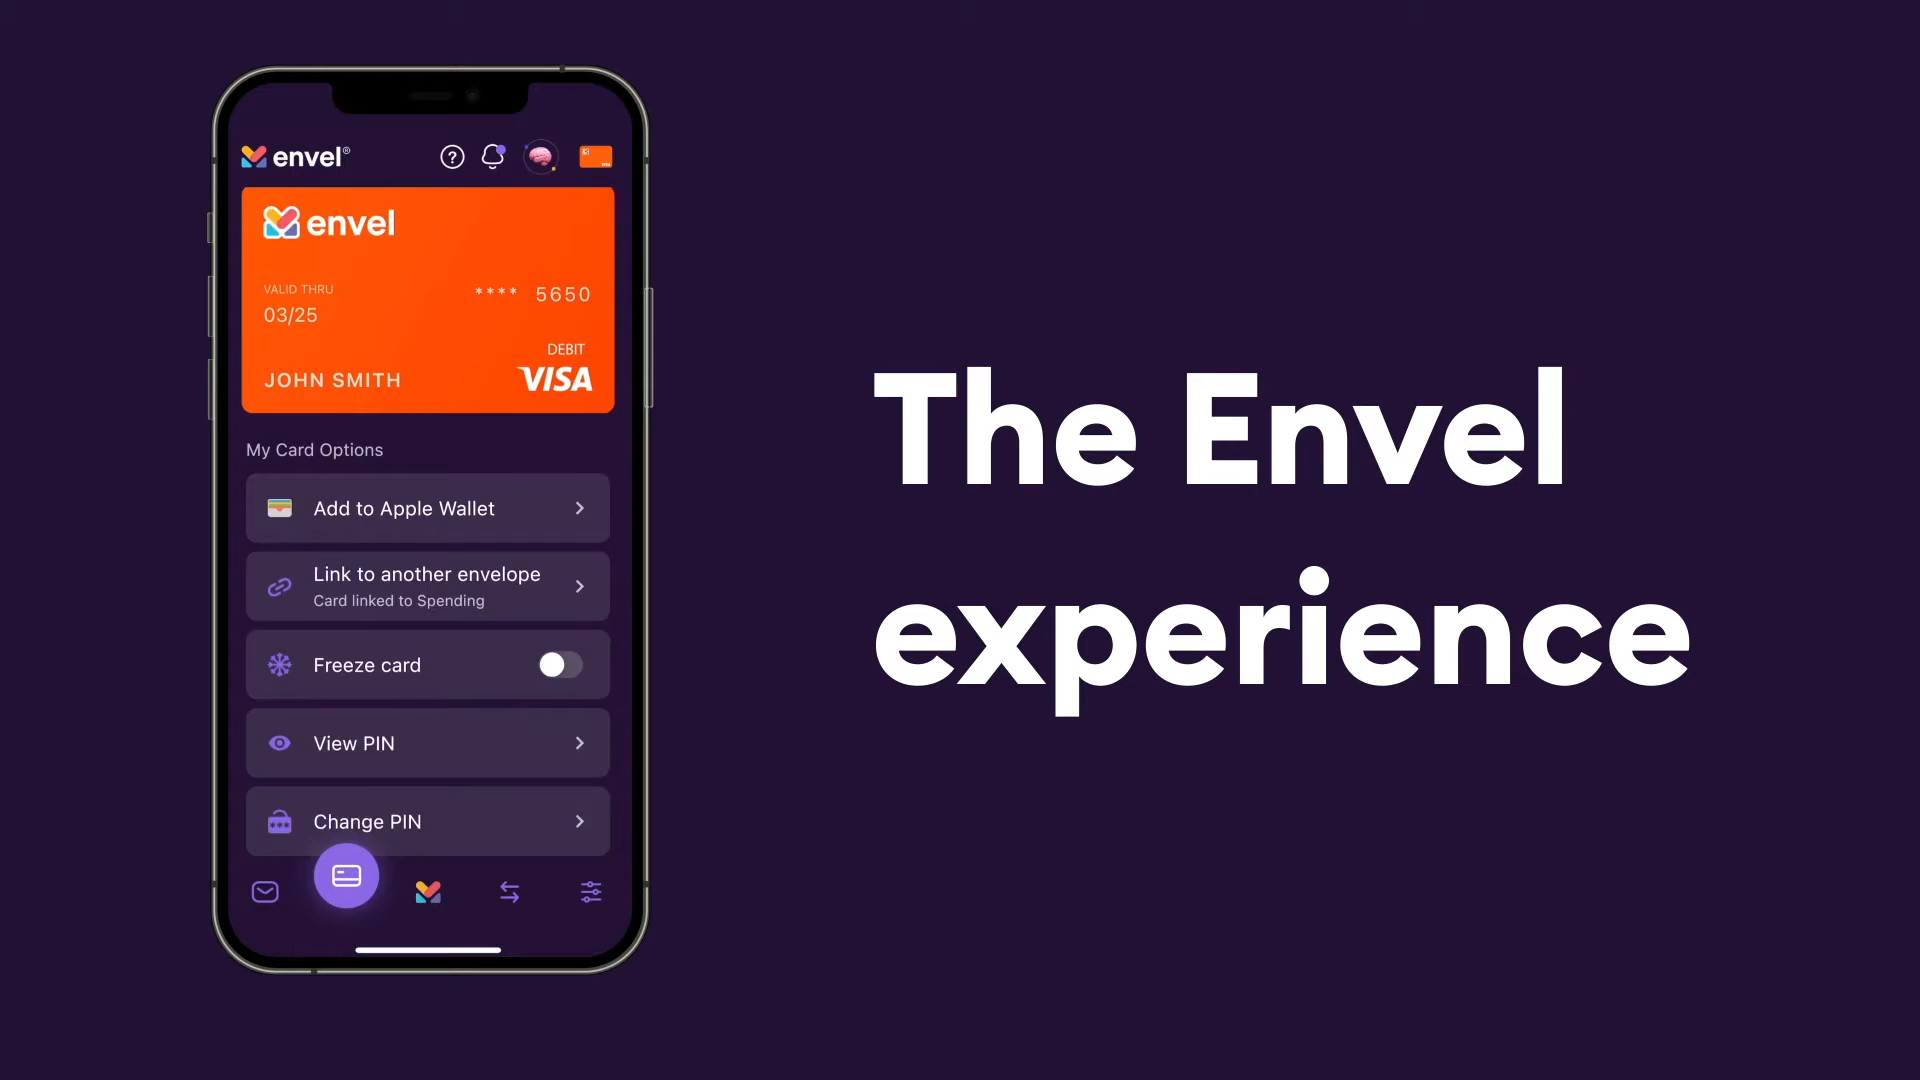 envel®
envel
VALID THRU
03/25
**** 5650
DEBIT
VISA
JOHN SMITH
My Card Options
Add to Apple Wallet
Link to another envelope
Card linked to Spending
Freeze card
View PIN
Change PIN
The Envel
experience